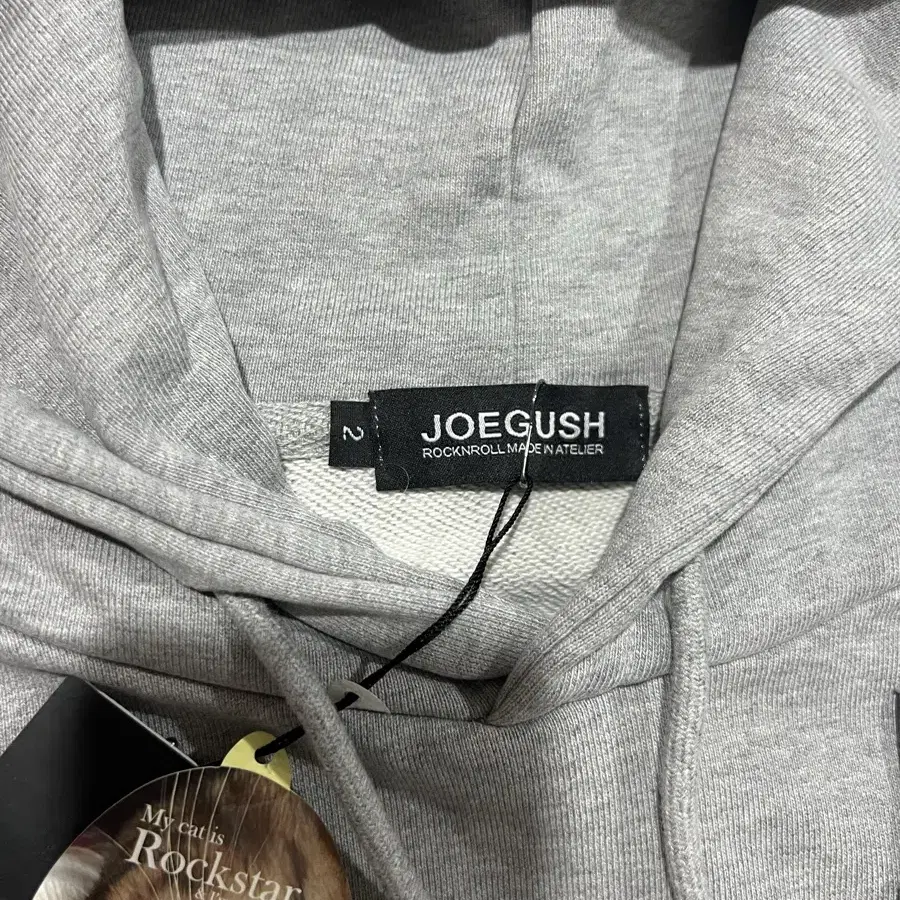 JOEGUSH
ROCKNROLL MADE IN ATELIER
2
My cat is
Rockstar